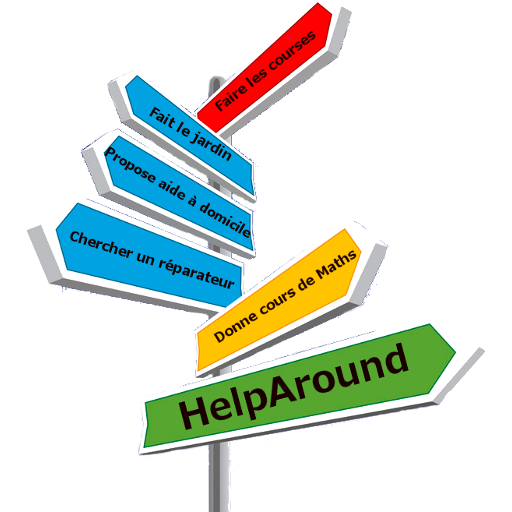 Faire les courses
Fait le jardin
Propose aide à domicile
Chercher un réparateur
Donne cours de Maths
HelpAround